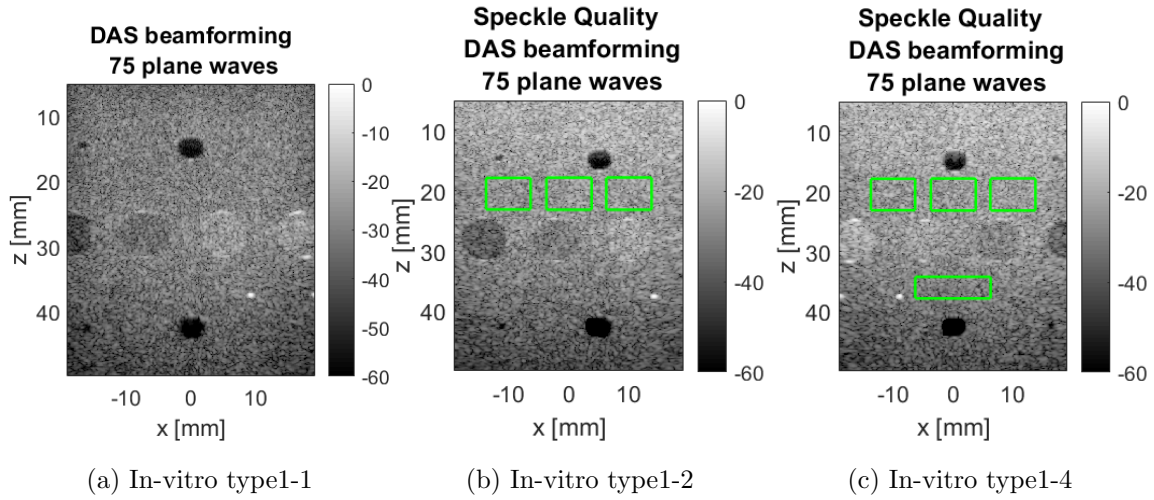 DAS beamforming
75 plane waves
z [mm]
10
20
30
40
-10
0
10
x [mm]
0
-10
-20
-30
-40
-50
-60
(a) In-vitro type1-1
Speckle Quality
DAS beamforming
75 plane waves
z [mm]
10
20
30
40
-10
0
10
x [mm]
0
-20
-40
-60
(b) In-vitro type1-2
Speckle Quality
DAS beamforming
75 plane waves
z [mm]
10
20
30
40
-10
0
10
x [mm]
0
-20
-40
-60
(c) In-vitro type1-4